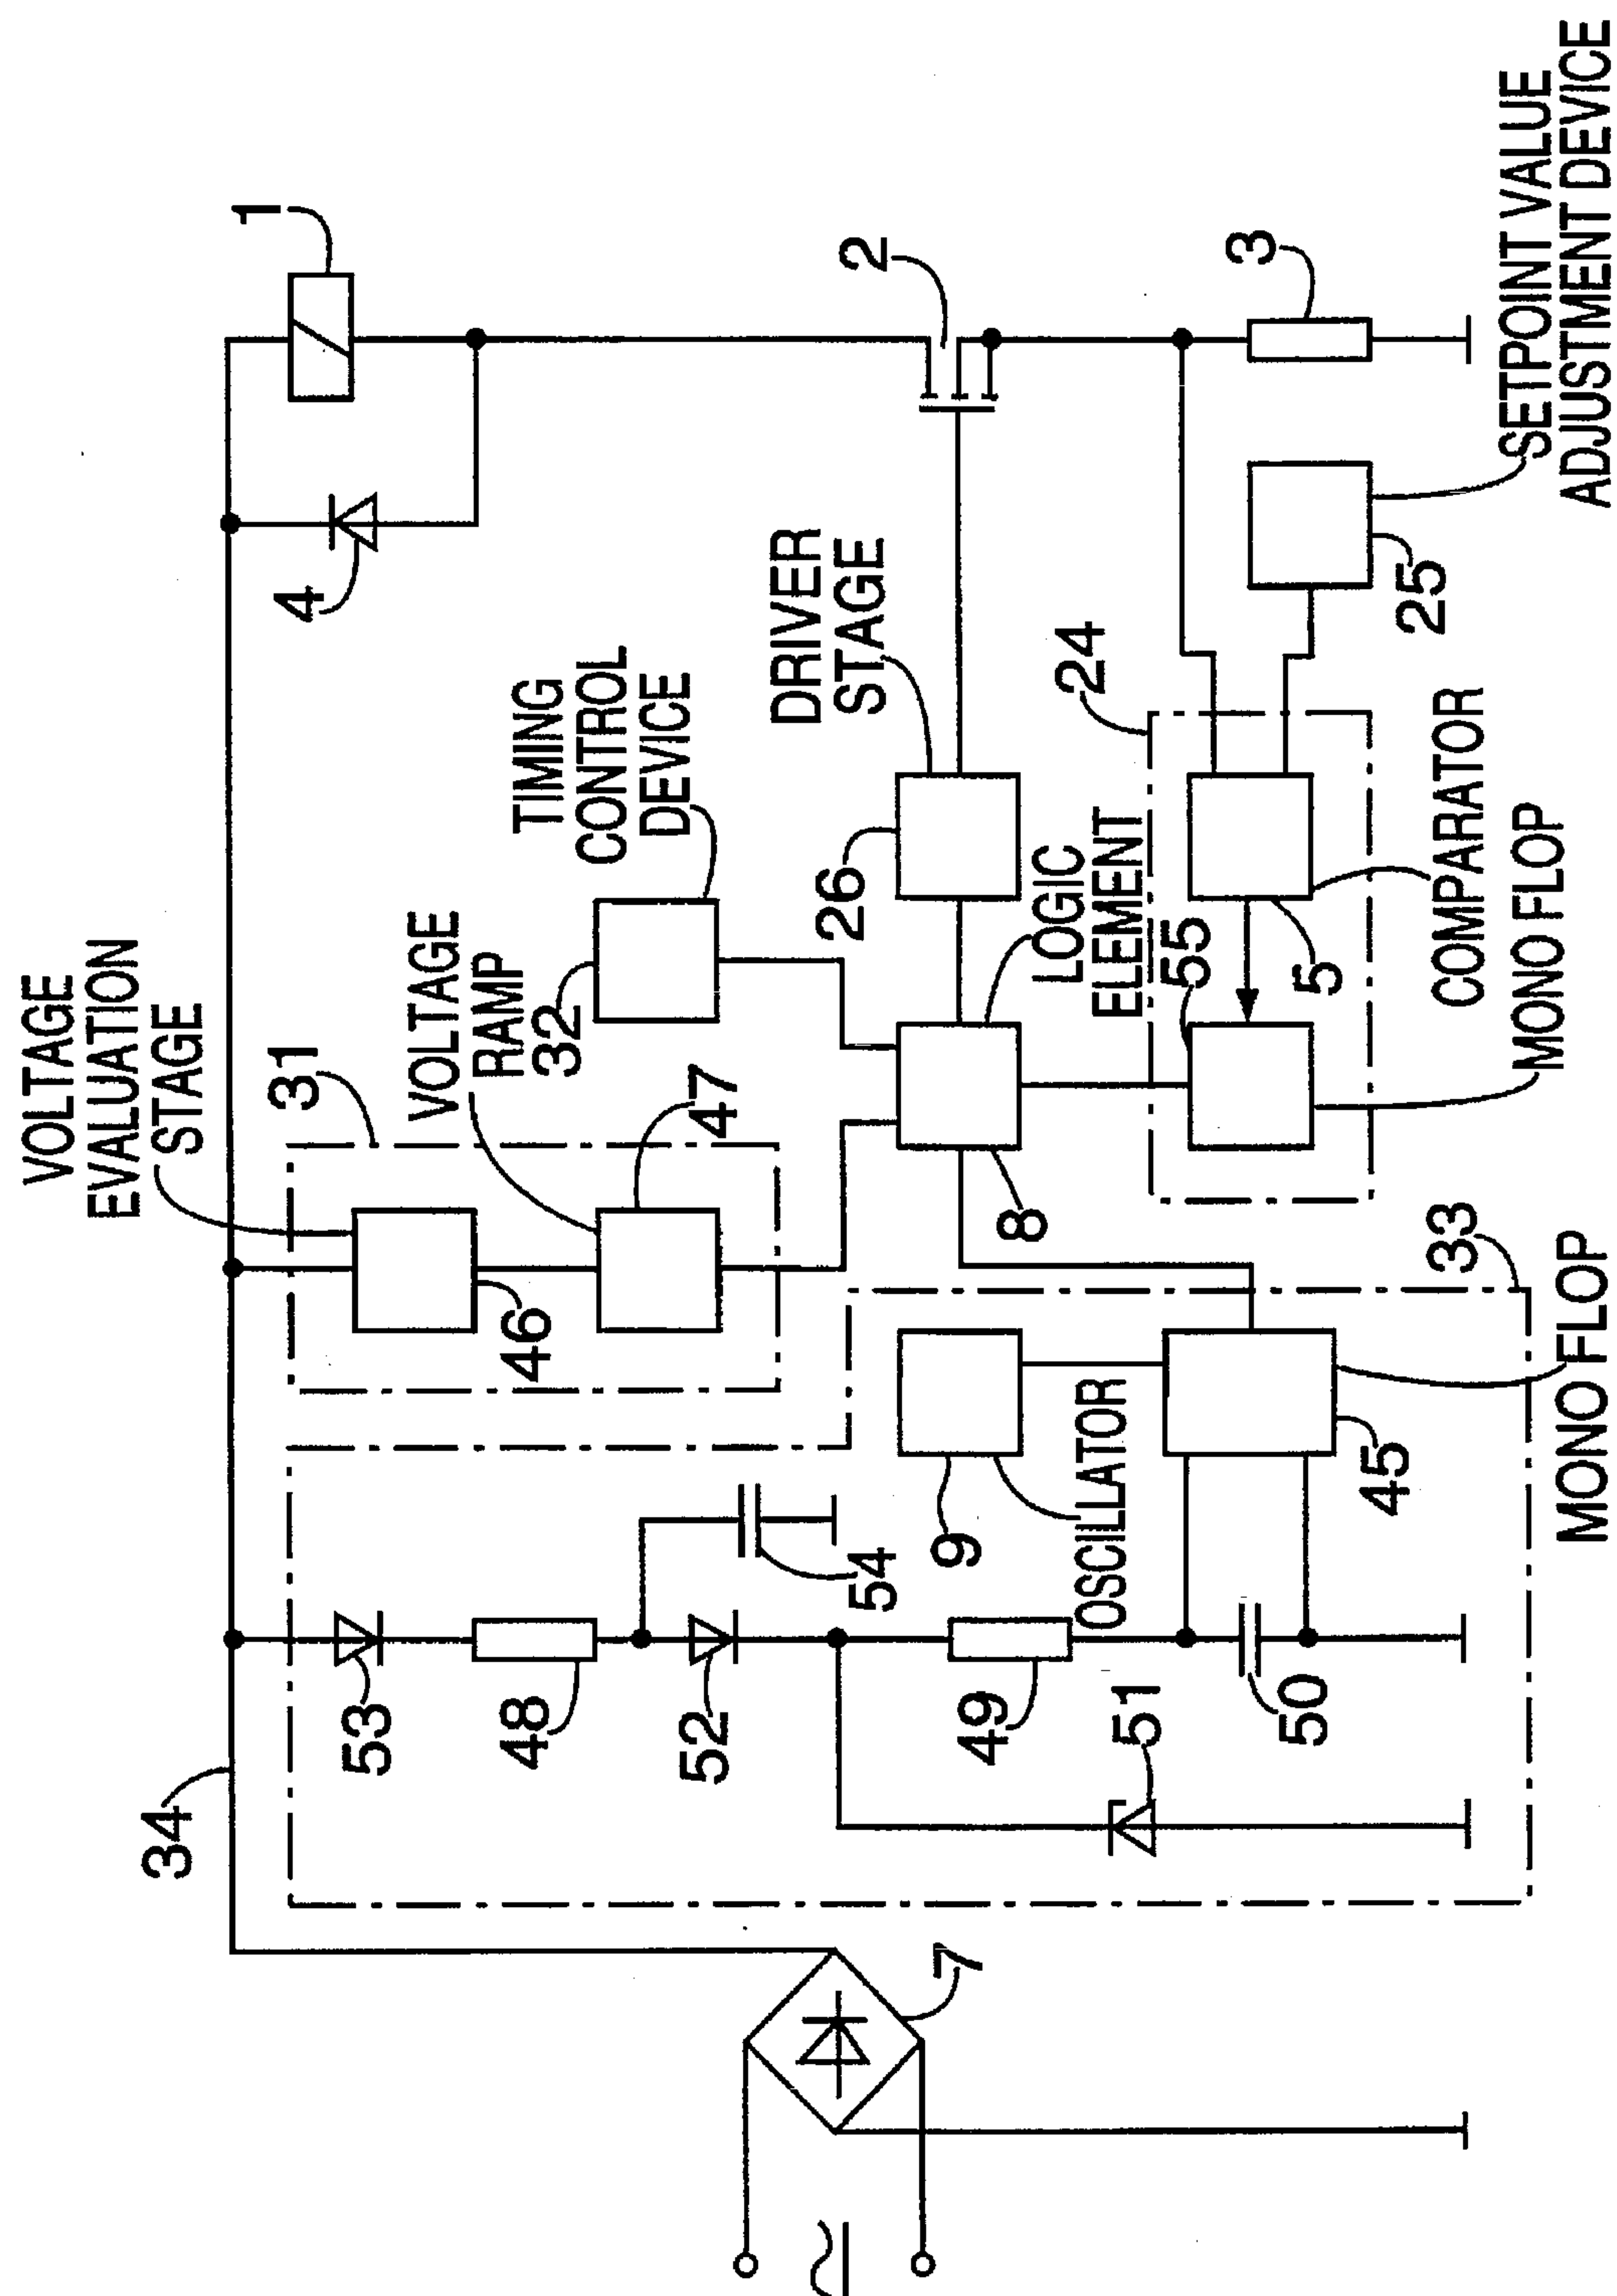 VOLTAGE
EVALUATION
STAGE
34
31
4
1
VOLTAGE
RAMP
TIMING
CONTROL
DEVICE
32
47
46
53
48
52
54
DRIVER
STAGE
2
26
LOGIC
ELEMENT
8
24
3
9
OSCILLATOR
55
5
25
SETPOINT VALUE
ADJUSTMENT DEVICE
COMPARATOR
MONO FLOP
33
49
51
50
45
MONO FLOP
7